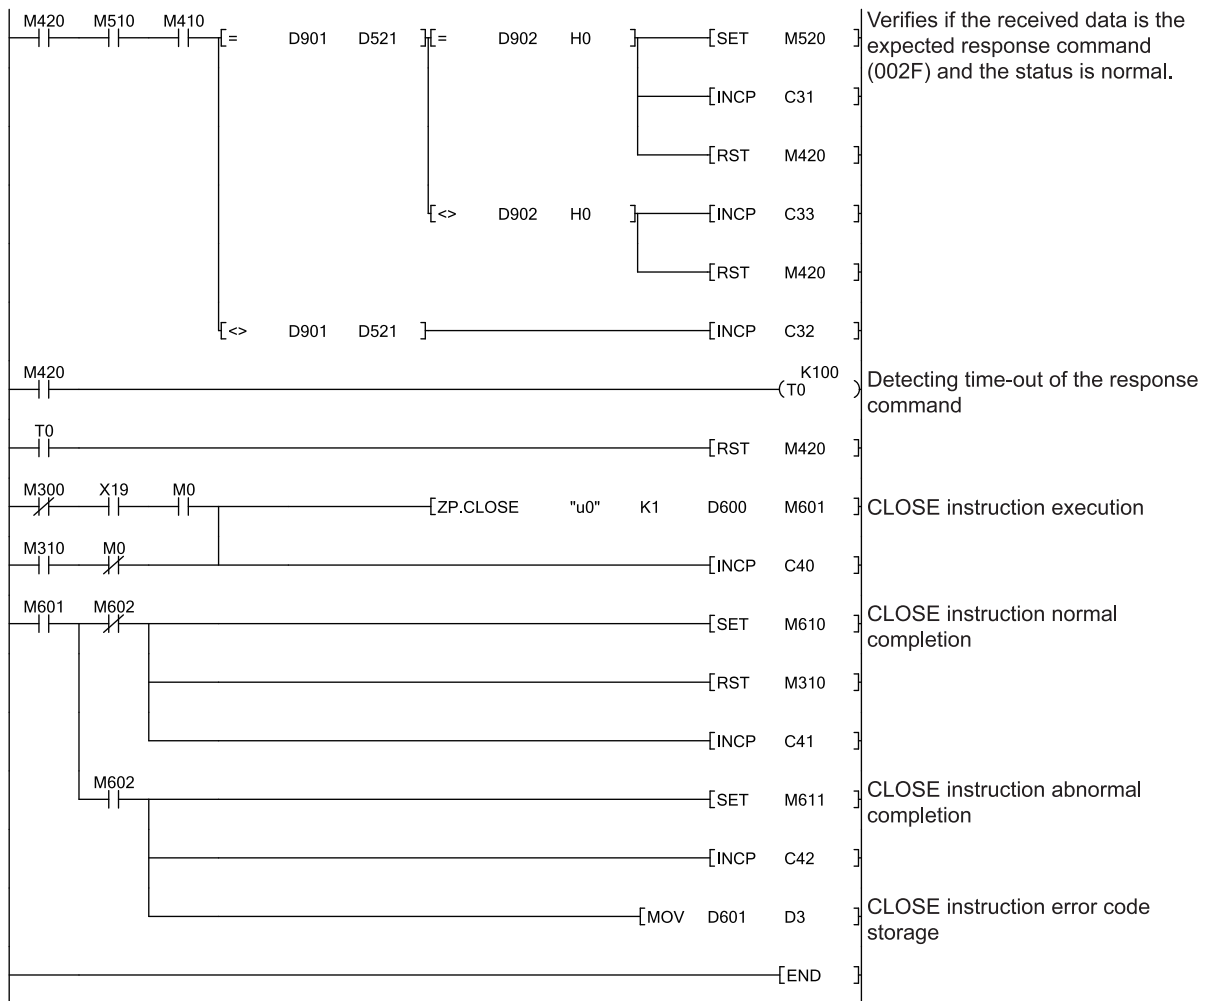 M420 M510 M410
[= D901 D521 ] [= D902 H0 ] [SET M520 ] Verifies if the received data is the
expected response command
(002F) and the status is normal.
[INCP C31 ]
[RST M420 ]
[<> D902 H0 ] [INCP C33 ]
[RST M420 ]
[<> D901 D521 ] [INCP C32 ]
M420 K100
(T0 ) Detecting time-out of the response
command
T0
[RST M420 ]
M300 X19 M0
[ZP.CLOSE "u0" K1 D600 M601 ] CLOSE instruction execution
M310 M0
[INCP C40 ]
M601 M602
[SET M610 ] CLOSE instruction normal
completion
[RST M310 ]
[INCP C41 ]
M602
[SET M611 ] CLOSE instruction abnormal
completion
[INCP C42 ]
[MOV D601 D3 ] CLOSE instruction error code
storage
[END ]